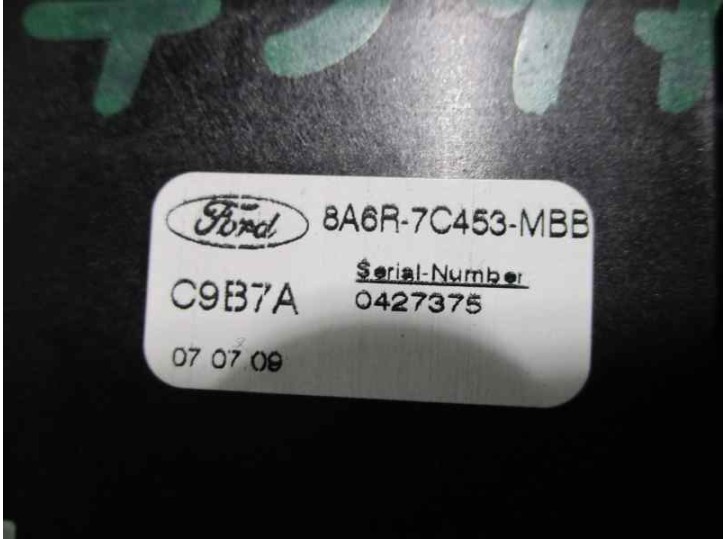 Ford 8A6R-7C453-MBB
Serial-Number
C9B7A 0427375
07 07 09